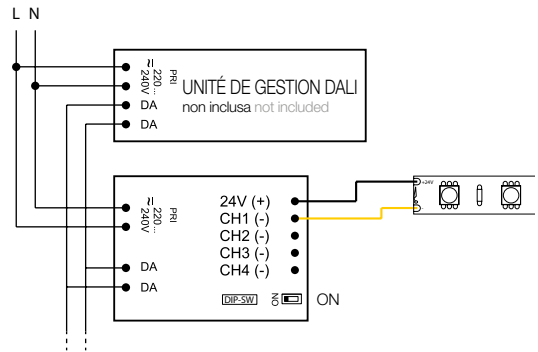 L N
≂ 220... 240V
PRI
DA
DA
UNITÉ DE GESTION DALI
non inclusa not included
≂ 220... 240V
PRI
DA
DA
24V (+)
CH1 (-)
CH2 (-)
CH3 (-)
CH4 (-)
DIP-SW
ON
ON
+24V